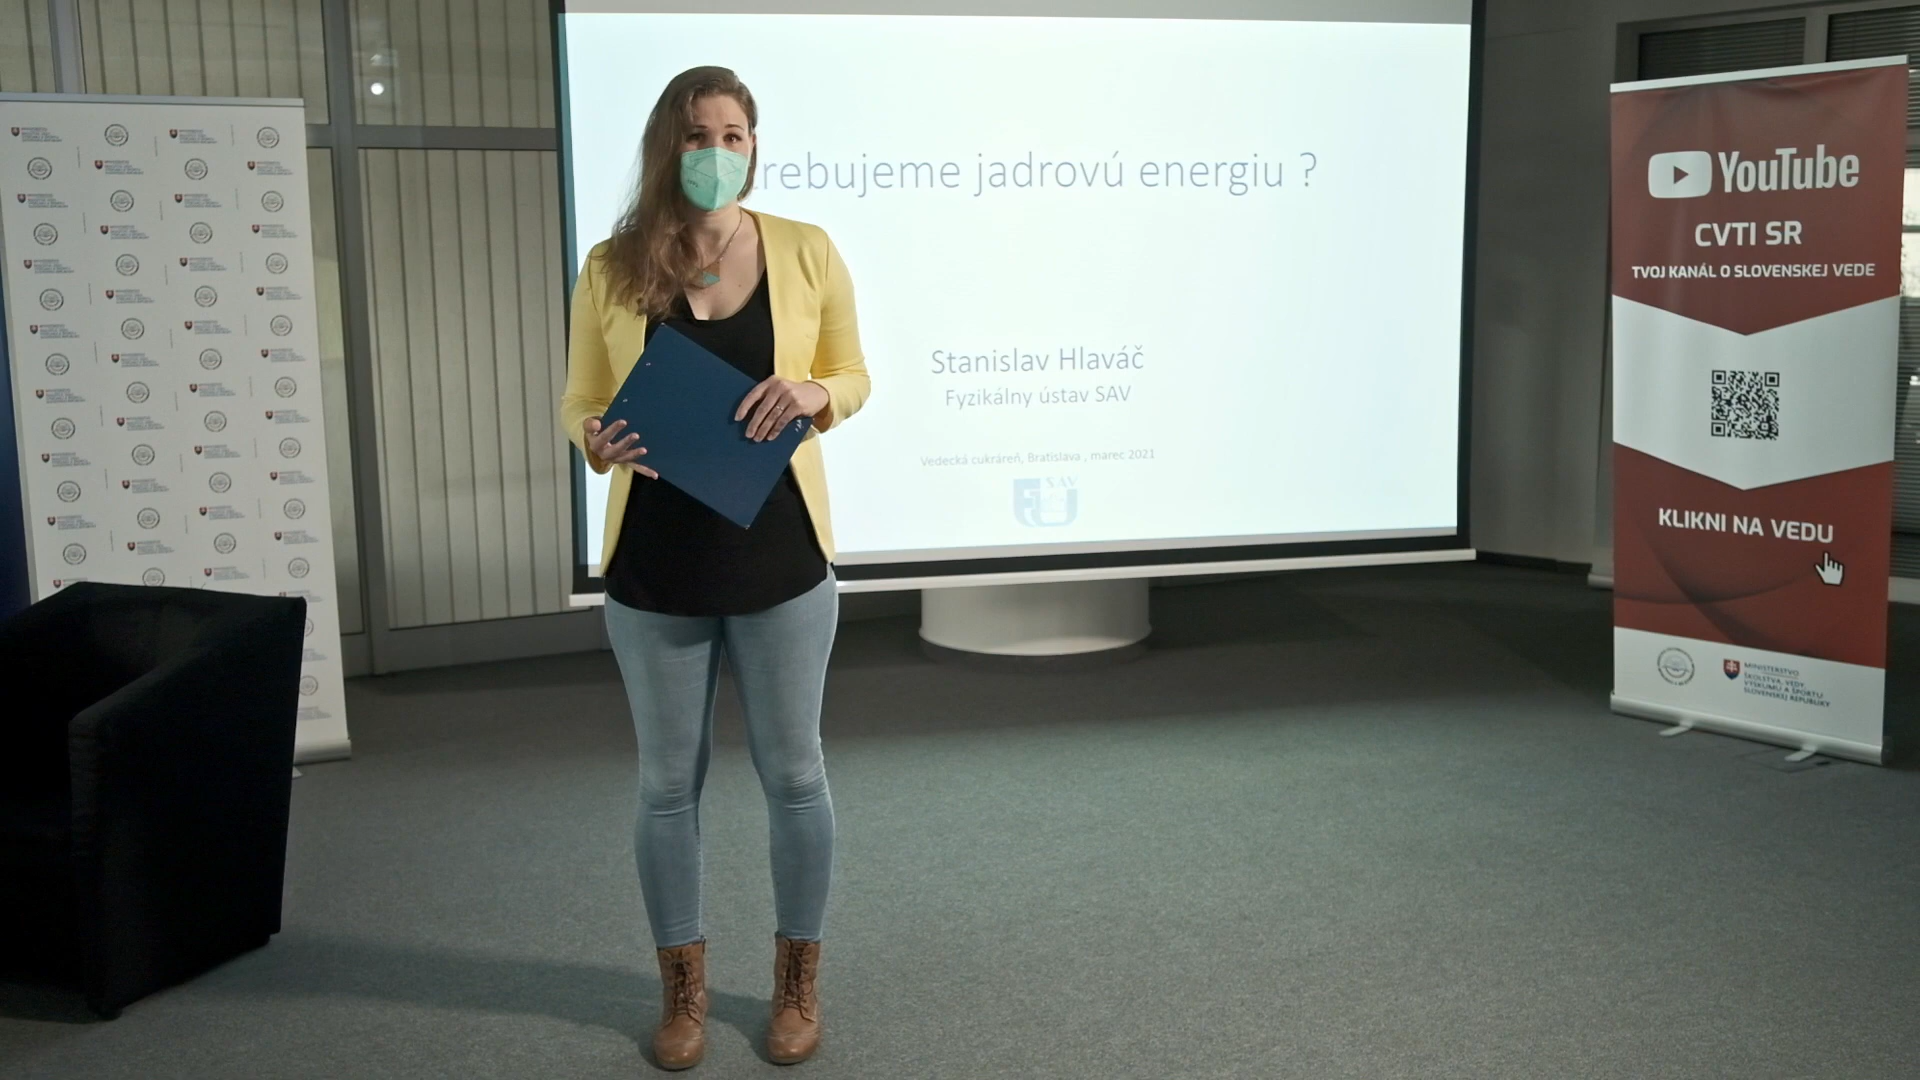 trebujeme jadrovú energiu ?
Stanislav Hlaváč
Fyzikálny ústav SAV
Vedecká cukráreň, Bratislava , marec 2021
SAV
YouTube
CVTI SR
TVOJ KANÁL O SLOVENSKEJ VEDE
KLIKNI NA VEDU
MINISTERSTVO
ŠKOLSTVA, VEDY,
VÝSKUMU A ŠPORTU
SLOVENSKEJ REPUBLIKY